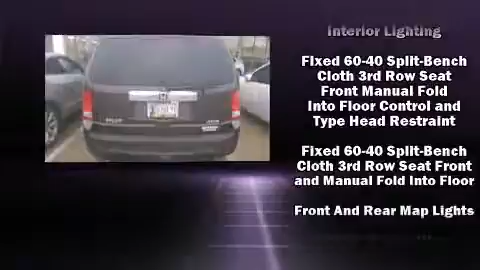 Interior Lighting
Fixed 60-40 Split-Bench
Cloth 3rd Row Seat
Front Manual Fold
Into Floor Control and
Type Head Restraint
Fixed 60-40 Split-Bench
Cloth 3rd Row Seat Front
and Manual Fold Into Floor
Front And Rear Map Lights
PILOT